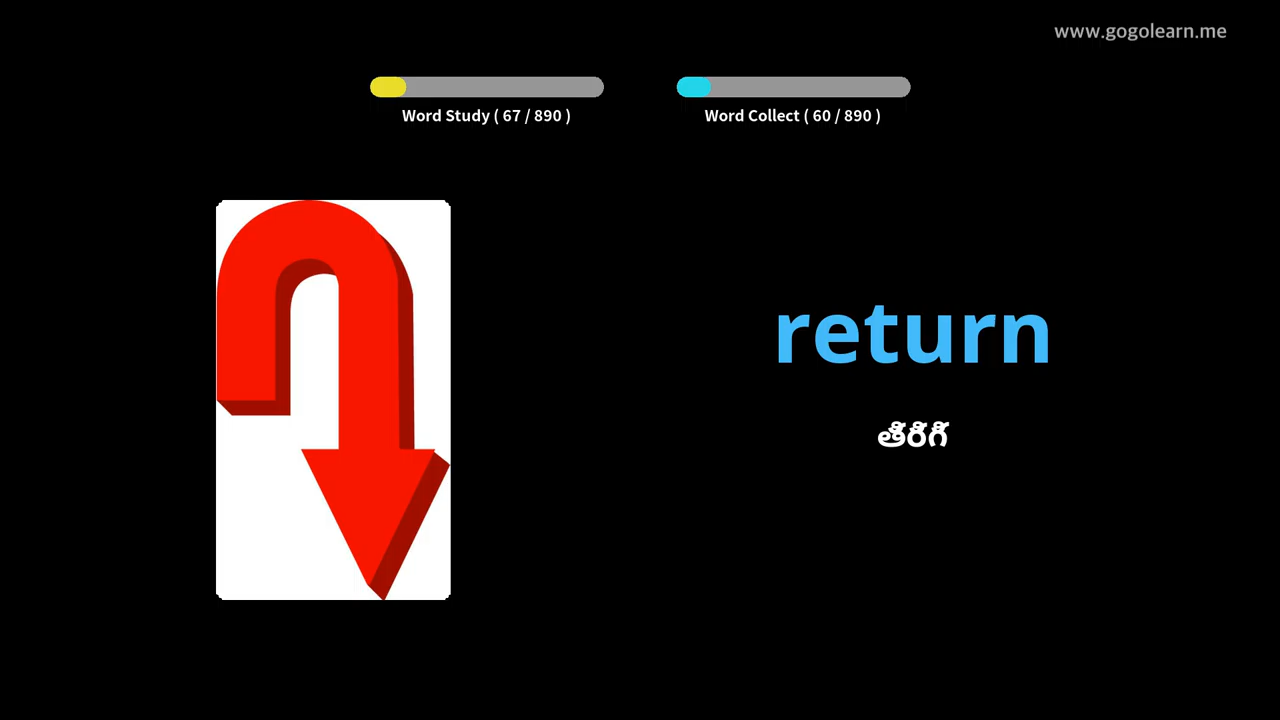 www.gogolearn.me
Word Study ( 67 / 890 )
Word Collect ( 60 / 890 )
return
తిరిగి